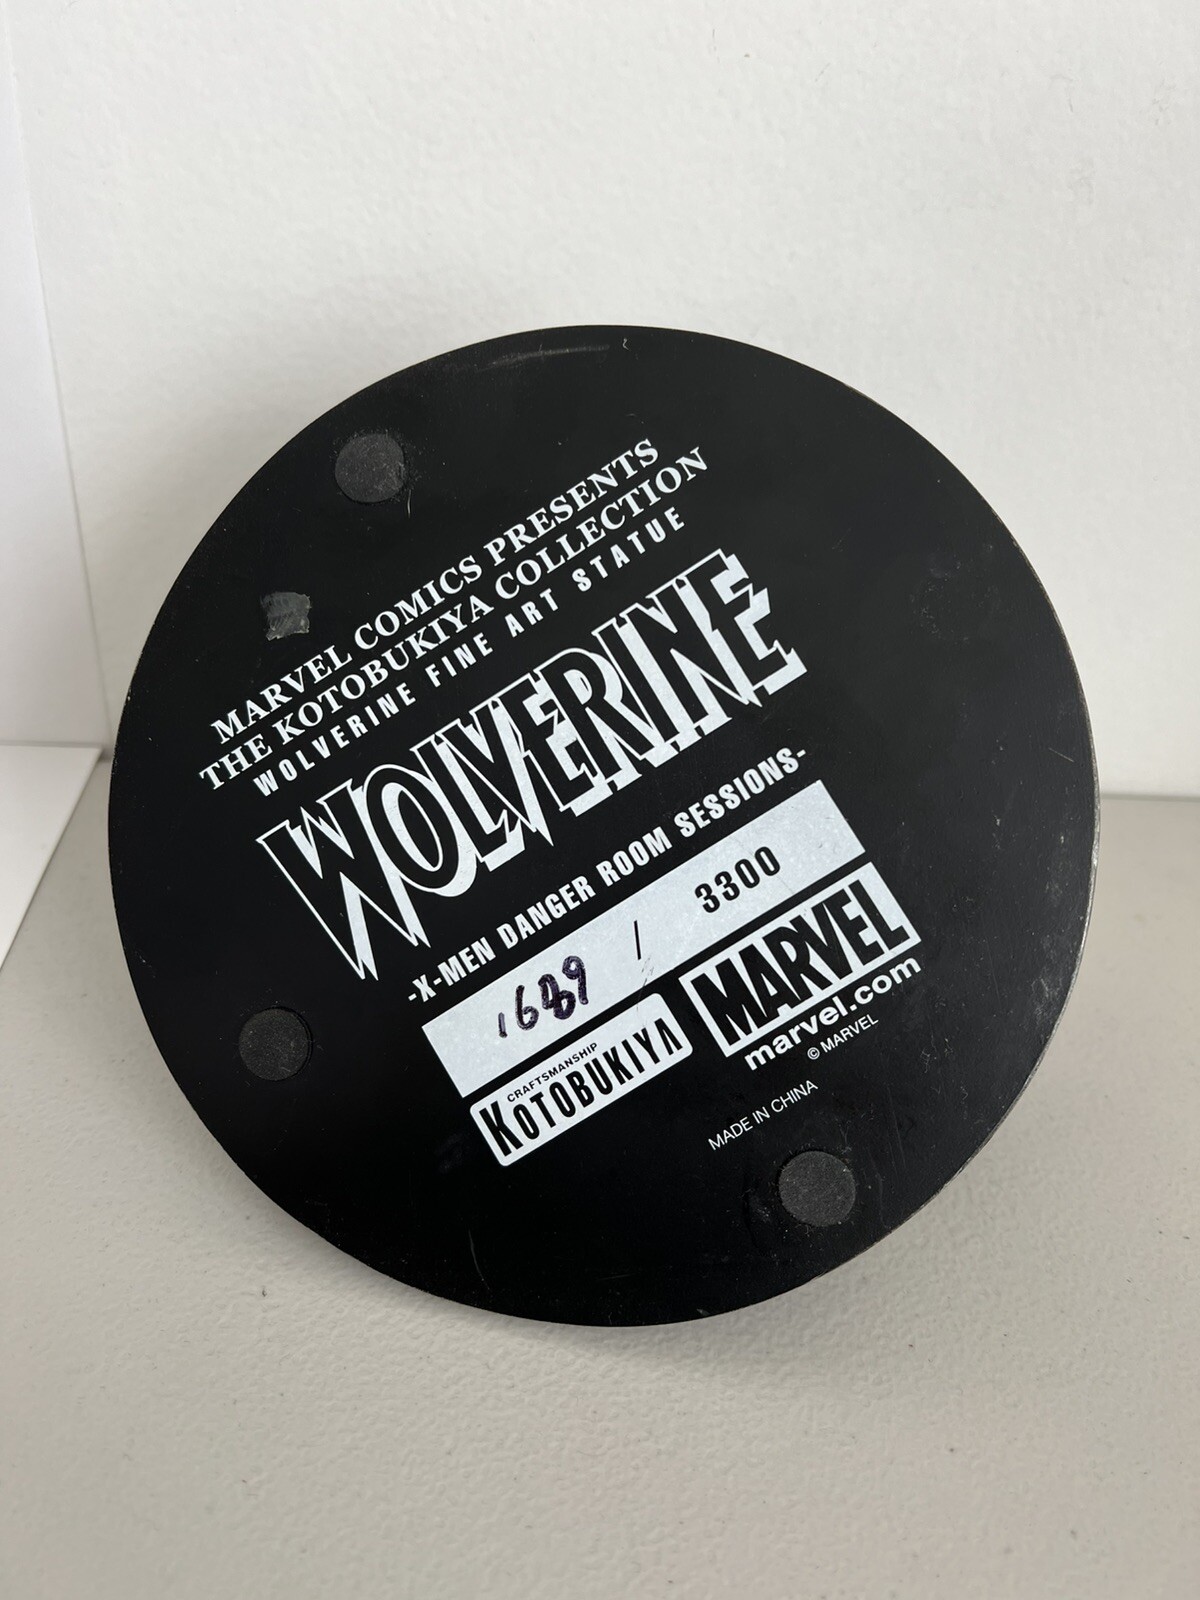 MARVEL COMICS PRESENTS
THE KOTOBUKIYA COLLECTION
WOLVERINE FINE ART STATUE
WOLVERINE
-X-MEN DANGER ROOM SESSIONS-
1689 / 3300
CRAFTSMANSHIP
KOTOBUKIYA
MARVEL
marvel.com
© MARVEL
MADE IN CHINA